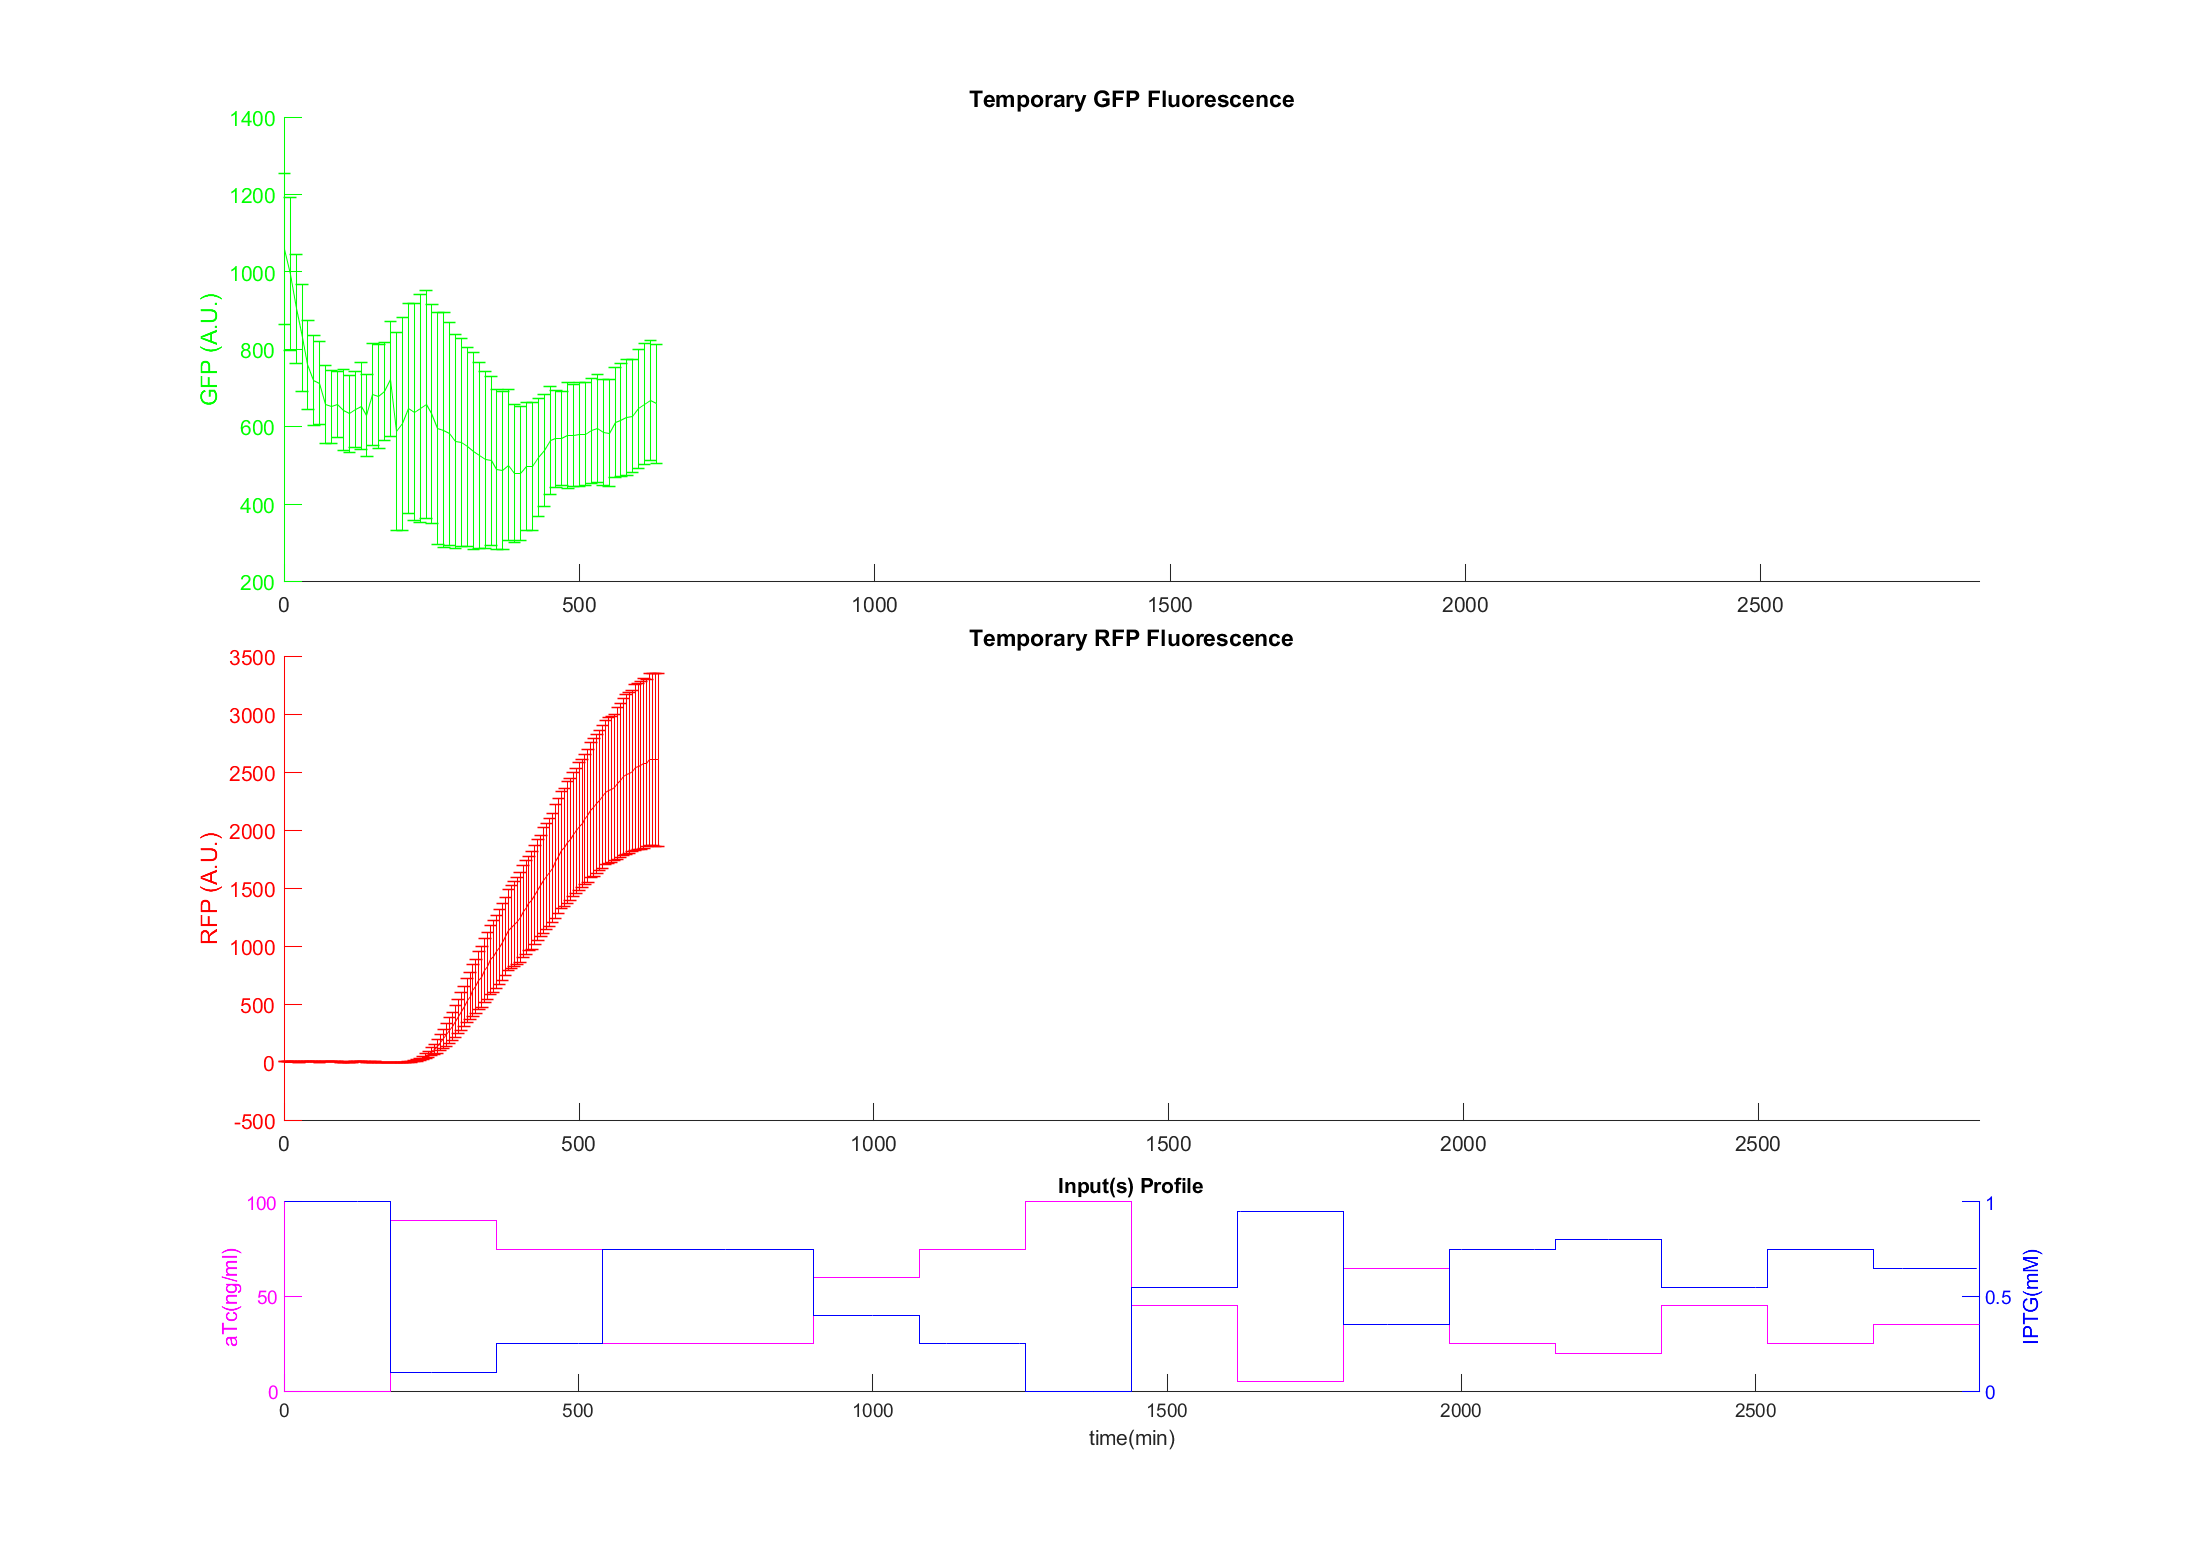 Temporary GFP Fluorescence
1400
1200
1000
800
600
400
200
GFP (A.U.)
0 500 1000 1500 2000 2500
Temporary RFP Fluorescence
3500
3000
2500
2000
1500
1000
500
0
-500
RFP (A.U.)
0 500 1000 1500 2000 2500
Input(s) Profile
100
50
0
aTc(ng/ml)
1
0.5
0
IPTG(mM)
0 500 1000 1500 2000 2500
time(min)